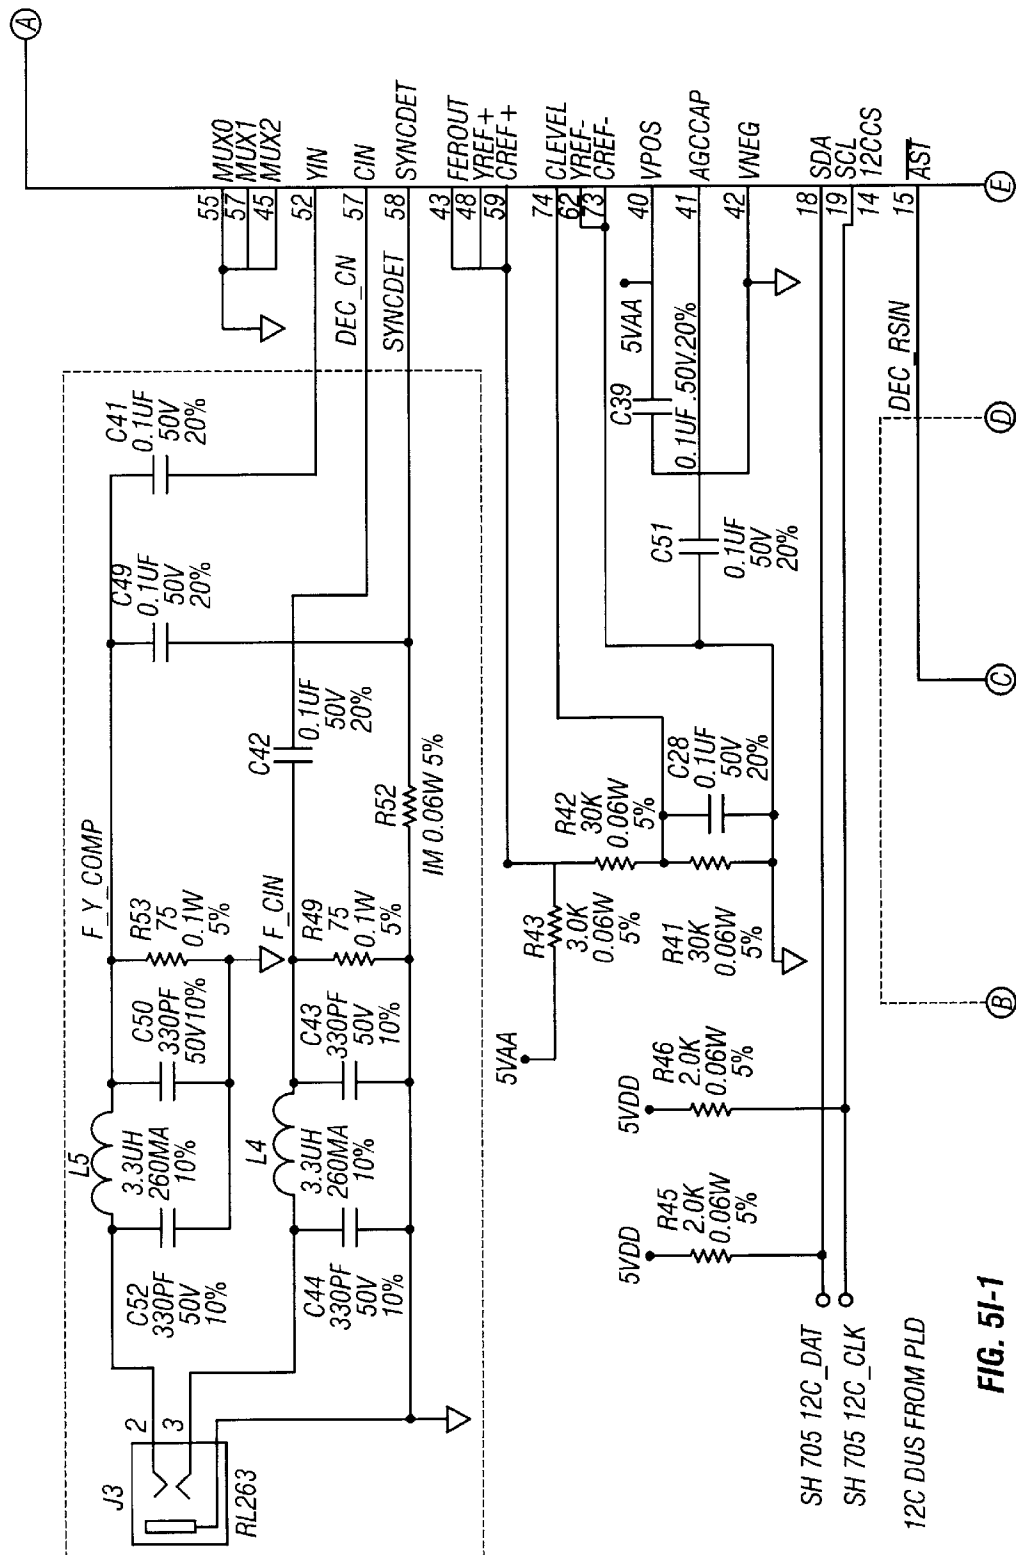 A
55 MUX0
57 MUX1
45 MUX2
52 YIN
DEC_CN 57 CIN
SYNCDET 58 SYNCDET
43 FEROUT
48 YREF+
59 CREF+
74 CLEVEL
62 YREF-
73 CREF-
40 VPOS
41 AGCCAP
42 VNEG
18 SDA
19 SCL
14 12CCS
15 AST
E
DEC_RSIN
C41
0.1UF
50V
20%
C49
0.1UF
50V
20%
C42
0.1UF
50V
20%
R52
IM 0.06W 5%
F_Y_COMP
R53
75
0.1W
5%
F_CIN
R49
75
0.1W
5%
C50
330PF
50V10%
C43
330PF
50V
10%
L5
3.3UH
260MA
10%
L4
3.3UH
260MA
10%
C52
330PF
50V
10%
C44
330PF
50V
10%
J3
2
3
RL263
5VAA
C39
0.1UF .50V.20%
C51
0.1UF
50V
20%
C28
0.1UF
50V
20%
R42
30K
0.06W
5%
R43
3.0K
0.06W
5%
R41
30K
0.06W
5%
5VAA
5VDD
R46
2.0K
0.06W
5%
5VDD
R45
2.0K
0.06W
5%
D
C
B
SH 705 12C_DAT
SH 705 12C_CLK
12C DUS FROM PLD
FIG. 5I-1